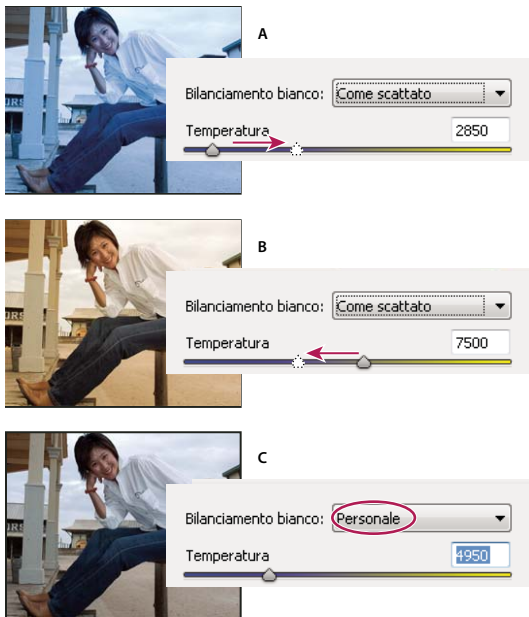 A
Bilanciamento bianco: Come scattato
Temperatura 2850
B
Bilanciamento bianco: Come scattato
Temperatura 7500
C
Bilanciamento bianco: Personale
Temperatura 4950